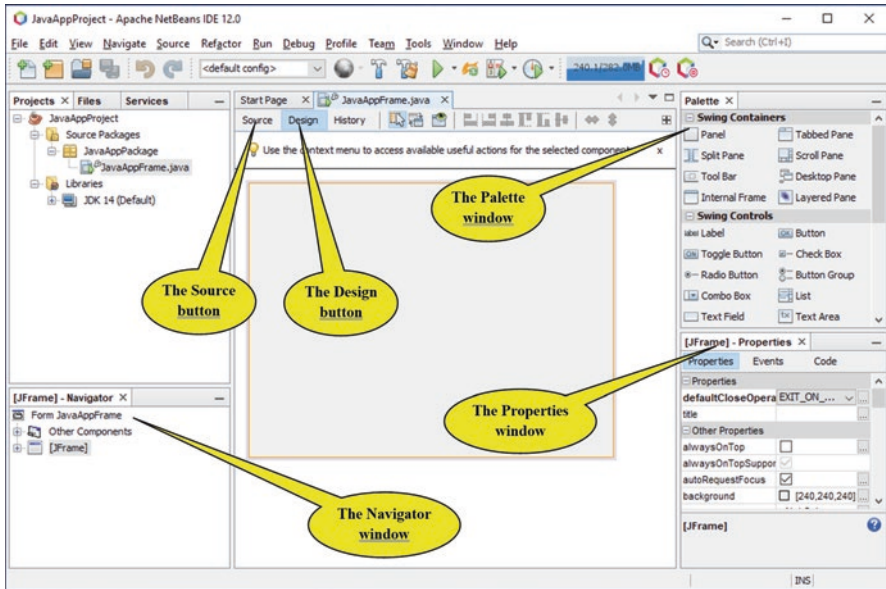 JavaAppProject - Apache NetBeans IDE 12.0
File Edit View Navigate Source Refactor Run Debug Profile Team Tools Window Help
Search (Ctrl+I)
<default config>
240.1/282.0MB
Projects Files Services
JavaAppProject
Source Packages
JavaAppPackage
JavaAppFrame.java
Libraries
JDK 14 (Default)
[JFrame] - Navigator
Form JavaAppFrame
Other Components
[JFrame]
Start Page JavaAppFrame.java
Source Design History
Use the context menu to access available useful actions for the selected
The Source
button
The Design
button
The Palette
window
The Properties
window
The Navigator
window
Palette
Swing Containers
Panel Tabbed Pane
Split Pane Scroll Pane
Tool Bar Desktop Pane
Internal Frame Layered Pane
Swing Controls
label Label OK Button
ON Toggle Button Check Box
Radio Button Button Group
Combo Box List
Text Field Text Area
[JFrame] - Properties
Properties Events Code
Properties
defaultCloseOpera EXIT_ON_... ...
title ...
Other Properties
alwaysOnTop ...
alwaysOnTopSuppor
autoRequestFocus ...
background [240,240,240] ...
[JFrame]
INS